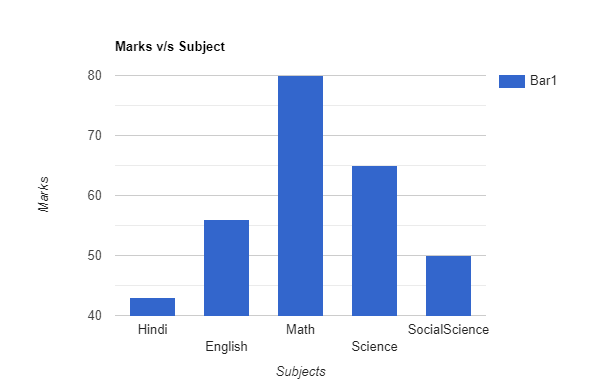 Marks v/s Subject
Bar1
80
70
60
50
40
Marks
Hindi
English
Math
Science
SocialScience
Subjects